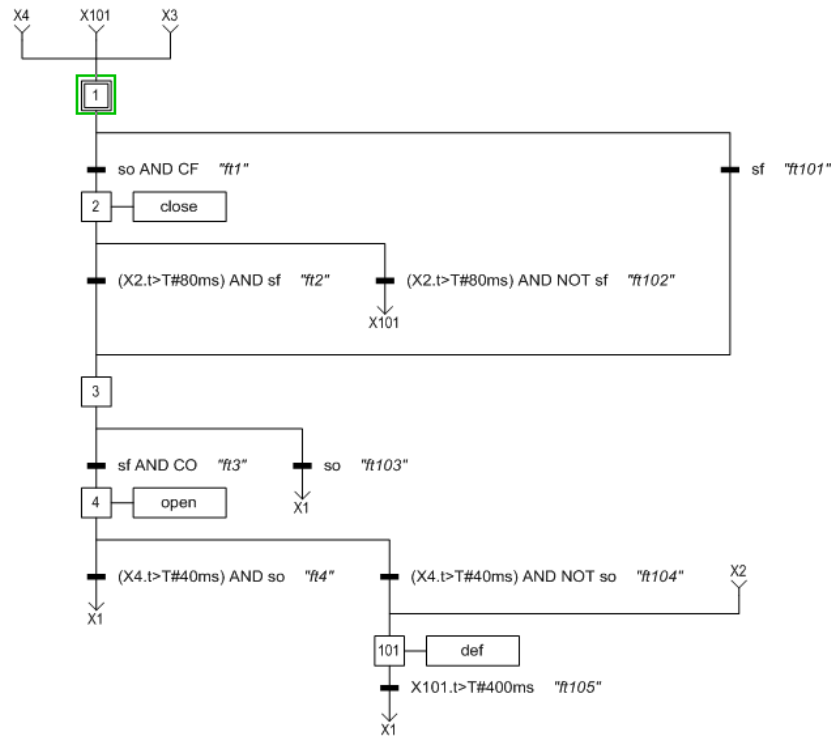 X4 X101 X3
1
so AND CF "ft1" sf "ft101"
2 close
(X2.t>T#80ms) AND sf "ft2" (X2.t>T#80ms) AND NOT sf "ft102"
X101
3
sf AND CO "ft3" so "ft103"
4 open X1
(X4.t>T#40ms) AND so "ft4" (X4.t>T#40ms) AND NOT so "ft104" X2
X1
101 def
X101.t>T#400ms "ft105"
X1